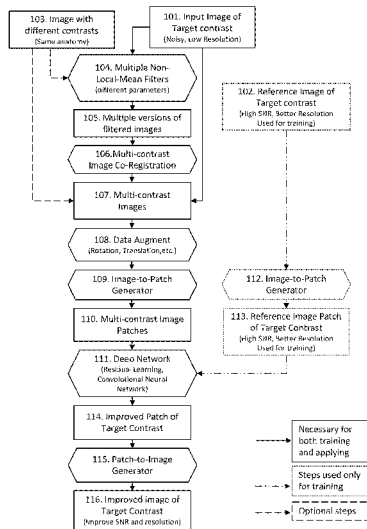 103. Image with
different contrasts
(Same anatomy)
101. Input Image of
Target contrast
(Noisy, Low Resolution)
104. Multiple Non-
Local-Mean Filters
(Different parameters)
102. Reference Image of
Target contrast
(High SNR, Better Resolution
Used for training)
105. Multiple versions of
filtered images
106. Multi-contrast
Image Co-Registration
107. Multi-contrast
Images
108. Data Augment
(Rotation, Translation, etc.)
109. Image-to-Patch
Generator
112. Image-to-Patch
Generator
110. Multi-contrast Image
Patches
113. Reference Image Patch
of Target Contrast
(High SNR, Better Resolution
Used for training)
111. Deep Network
(Residual Learning,
Convolutional Neural
Network)
114. Improved Patch of
Target Contrast
115. Patch-to-Image
Generator
116. Improved image of
Target Contrast
(Improve SNR and resolution)
Necessary for
both training
and applying
Steps used only
for training
Optional steps